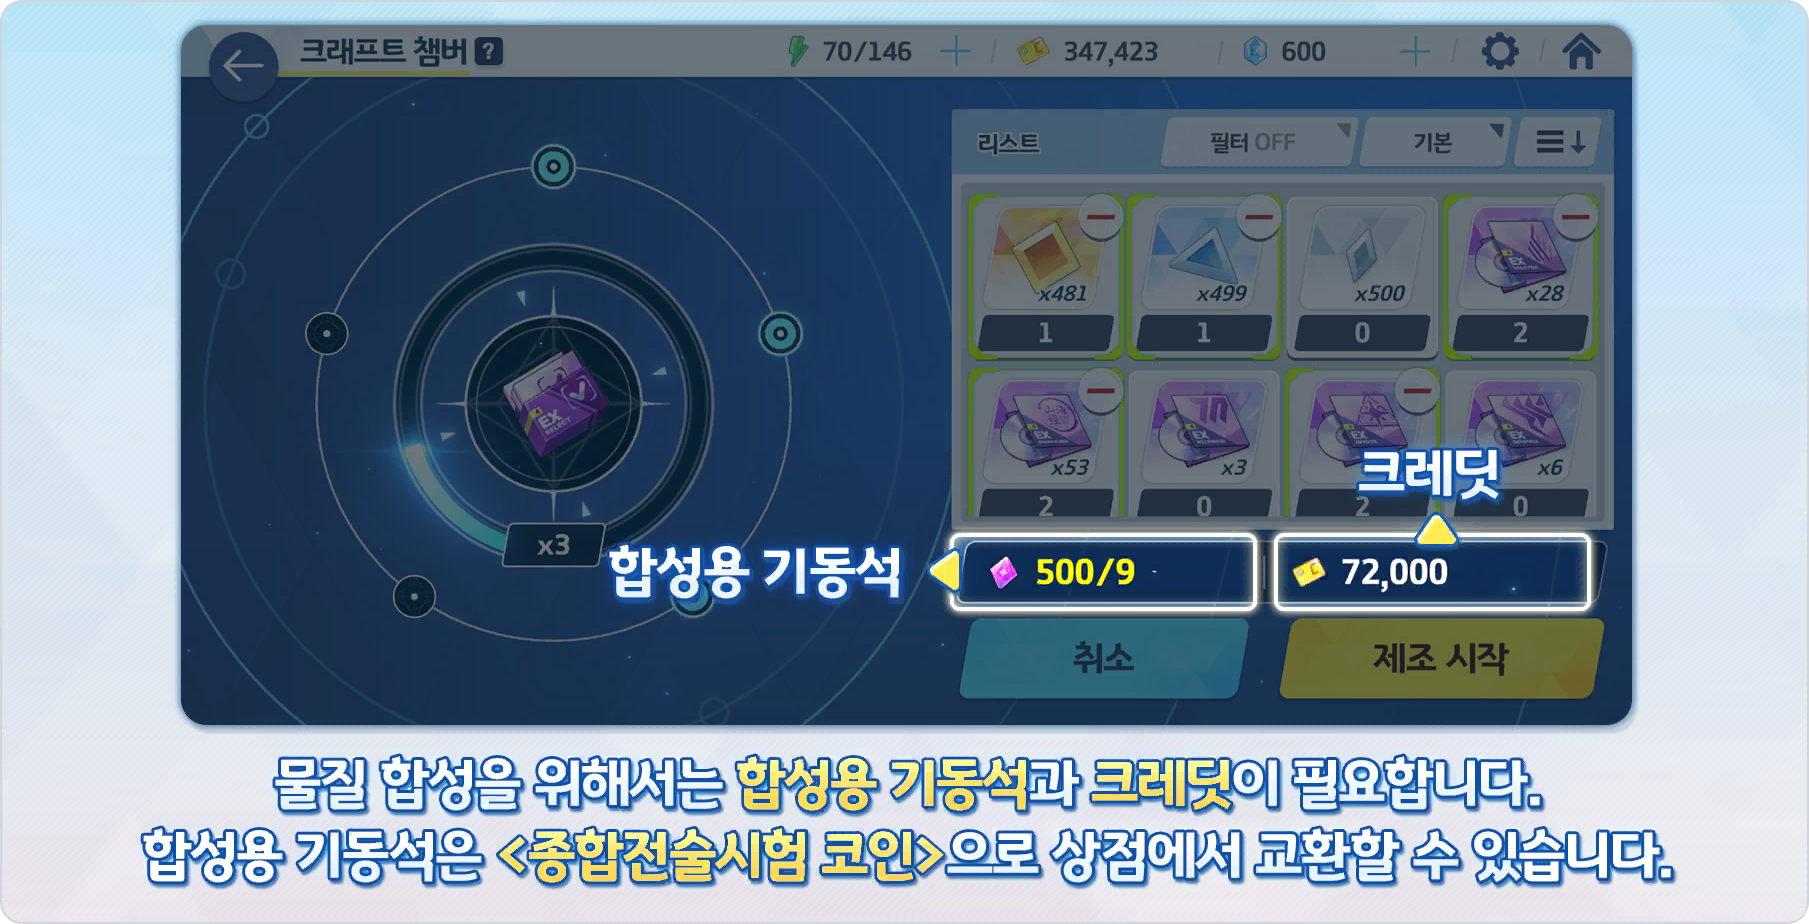 크래프트 챔버 ?
70/146
347,423
600
리스트
필터 OFF
기본
x481
x499
x500
x28
1
1
0
2
x53
x3
x6
2
0
2
0
EX
SELECT
x3
크레딧
합성용 기동석
500/9
72,000
취소
제조 시작
물질 합성을 위해서는 합성용 기동석과 크레딧이 필요합니다.
합성용 기동석은 <종합전술시험 코인>으로 상점에서 교환할 수 있습니다.